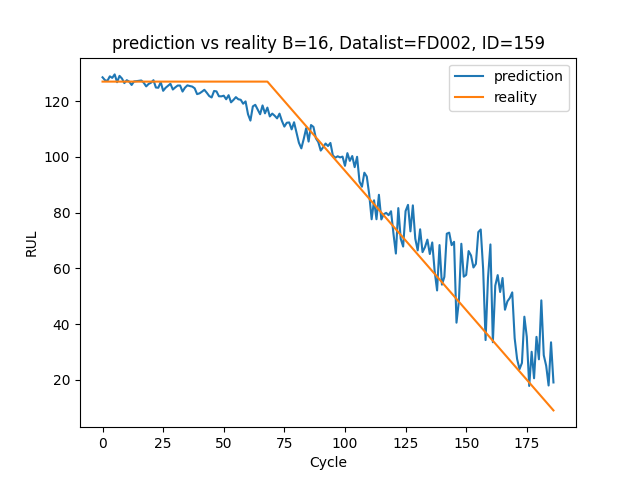 prediction vs reality B=16, Datalist=FD002, ID=159
prediction
reality
RUL
120
100
80
60
40
20
0 25 50 75 100 125 150 175
Cycle